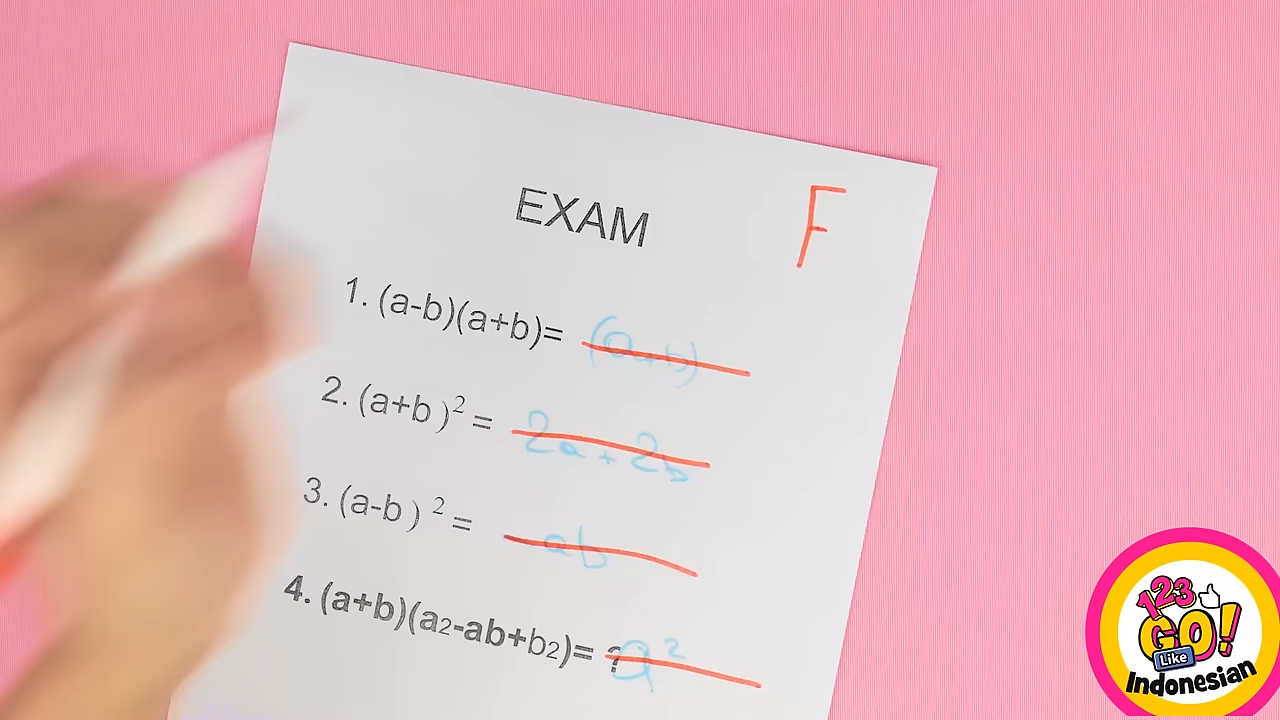 EXAM
F
1. (a-b)(a+b)= (a+b)
2. (a+b)² = 2a + 2b
3. (a-b) ² = ab
4. (a+b)(a2-ab+b2)= ? a²
123
GO!
Like
Indonesian